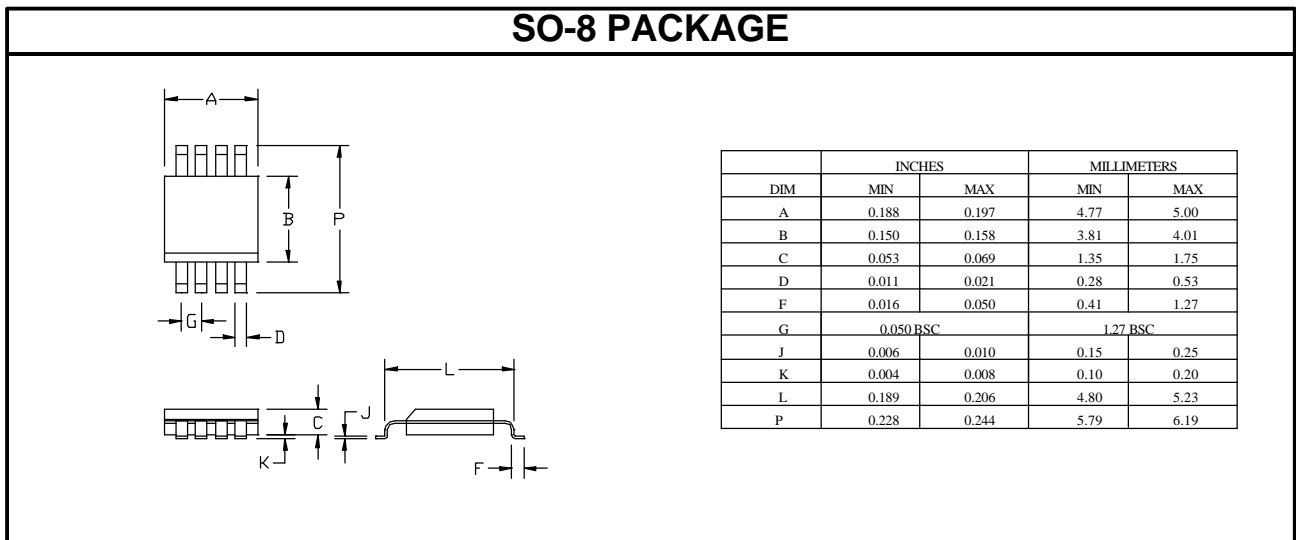 SO-8 PACKAGE
A
B
P
G
D
L
J
C
K
F
INCHES MILLIMETERS
DIM MIN MAX MIN MAX
A 0.188 0.197 4.77 5.00
B 0.150 0.158 3.81 4.01
C 0.053 0.069 1.35 1.75
D 0.011 0.021 0.28 0.53
F 0.016 0.050 0.41 1.27
G 0.050 BSC 1.27 BSC
J 0.006 0.010 0.15 0.25
K 0.004 0.008 0.10 0.20
L 0.189 0.206 4.80 5.23
P 0.228 0.244 5.79 6.19